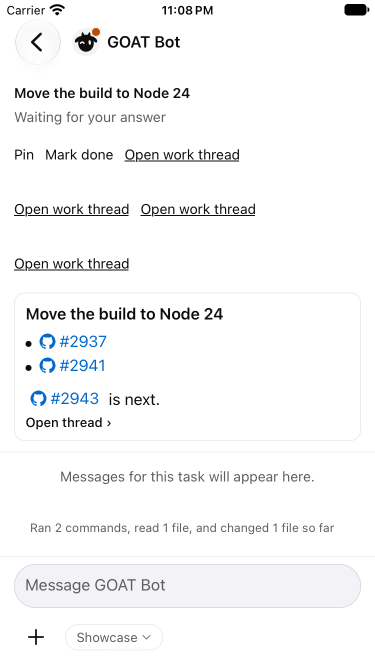 Carrier 11:08 PM
GOAT Bot
Move the build to Node 24
Waiting for your answer
Pin Mark done Open work thread
Open work thread Open work thread
Open work thread
Move the build to Node 24
• #2937
• #2941
#2943 is next.
Open thread ›
Messages for this task will appear here.
Ran 2 commands, read 1 file, and changed 1 file so far
Message GOAT Bot
Showcase